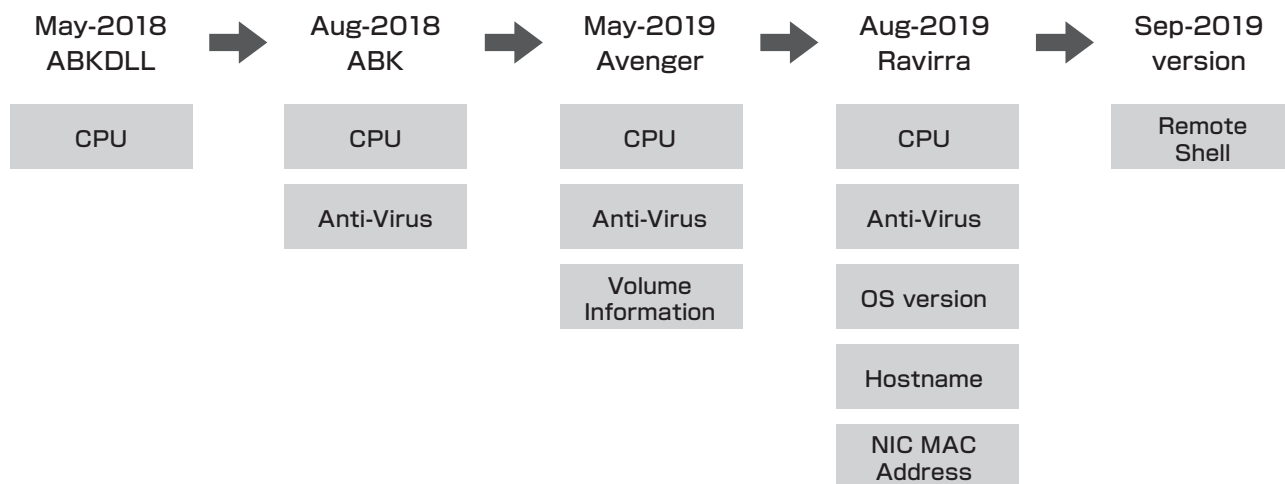 May-2018
ABKDLL
Aug-2018
ABK
May-2019
Avenger
Aug-2019
Ravirra
Sep-2019
version
CPU
CPU
CPU
CPU
Remote
Shell
Anti-Virus
Anti-Virus
Anti-Virus
Volume
Information
OS version
Hostname
NIC MAC
Address